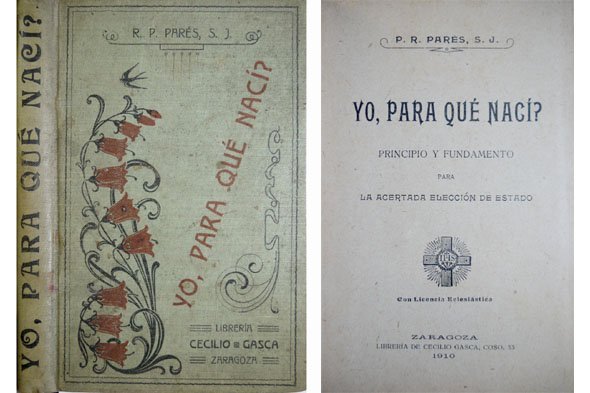 YO, PARA QUÉ NACÍ?
R. P. PARÉS, S. J.
YO, PARA QUÉ NACÍ?
LIBRERÍA
CECILIO GASCA
ZARAGOZA
P. R. PARÉS, S. J.
YO, PARA QUÉ NACÍ?
PRINCIPIO Y FUNDAMENTO
PARA
LA ACERTADA ELECCIÓN DE ESTADO
IHS
Con Licencia Eclesiástica
ZARAGOZA
LIBRERÍA DE CECILIO GASCA, COSO, 33
1910